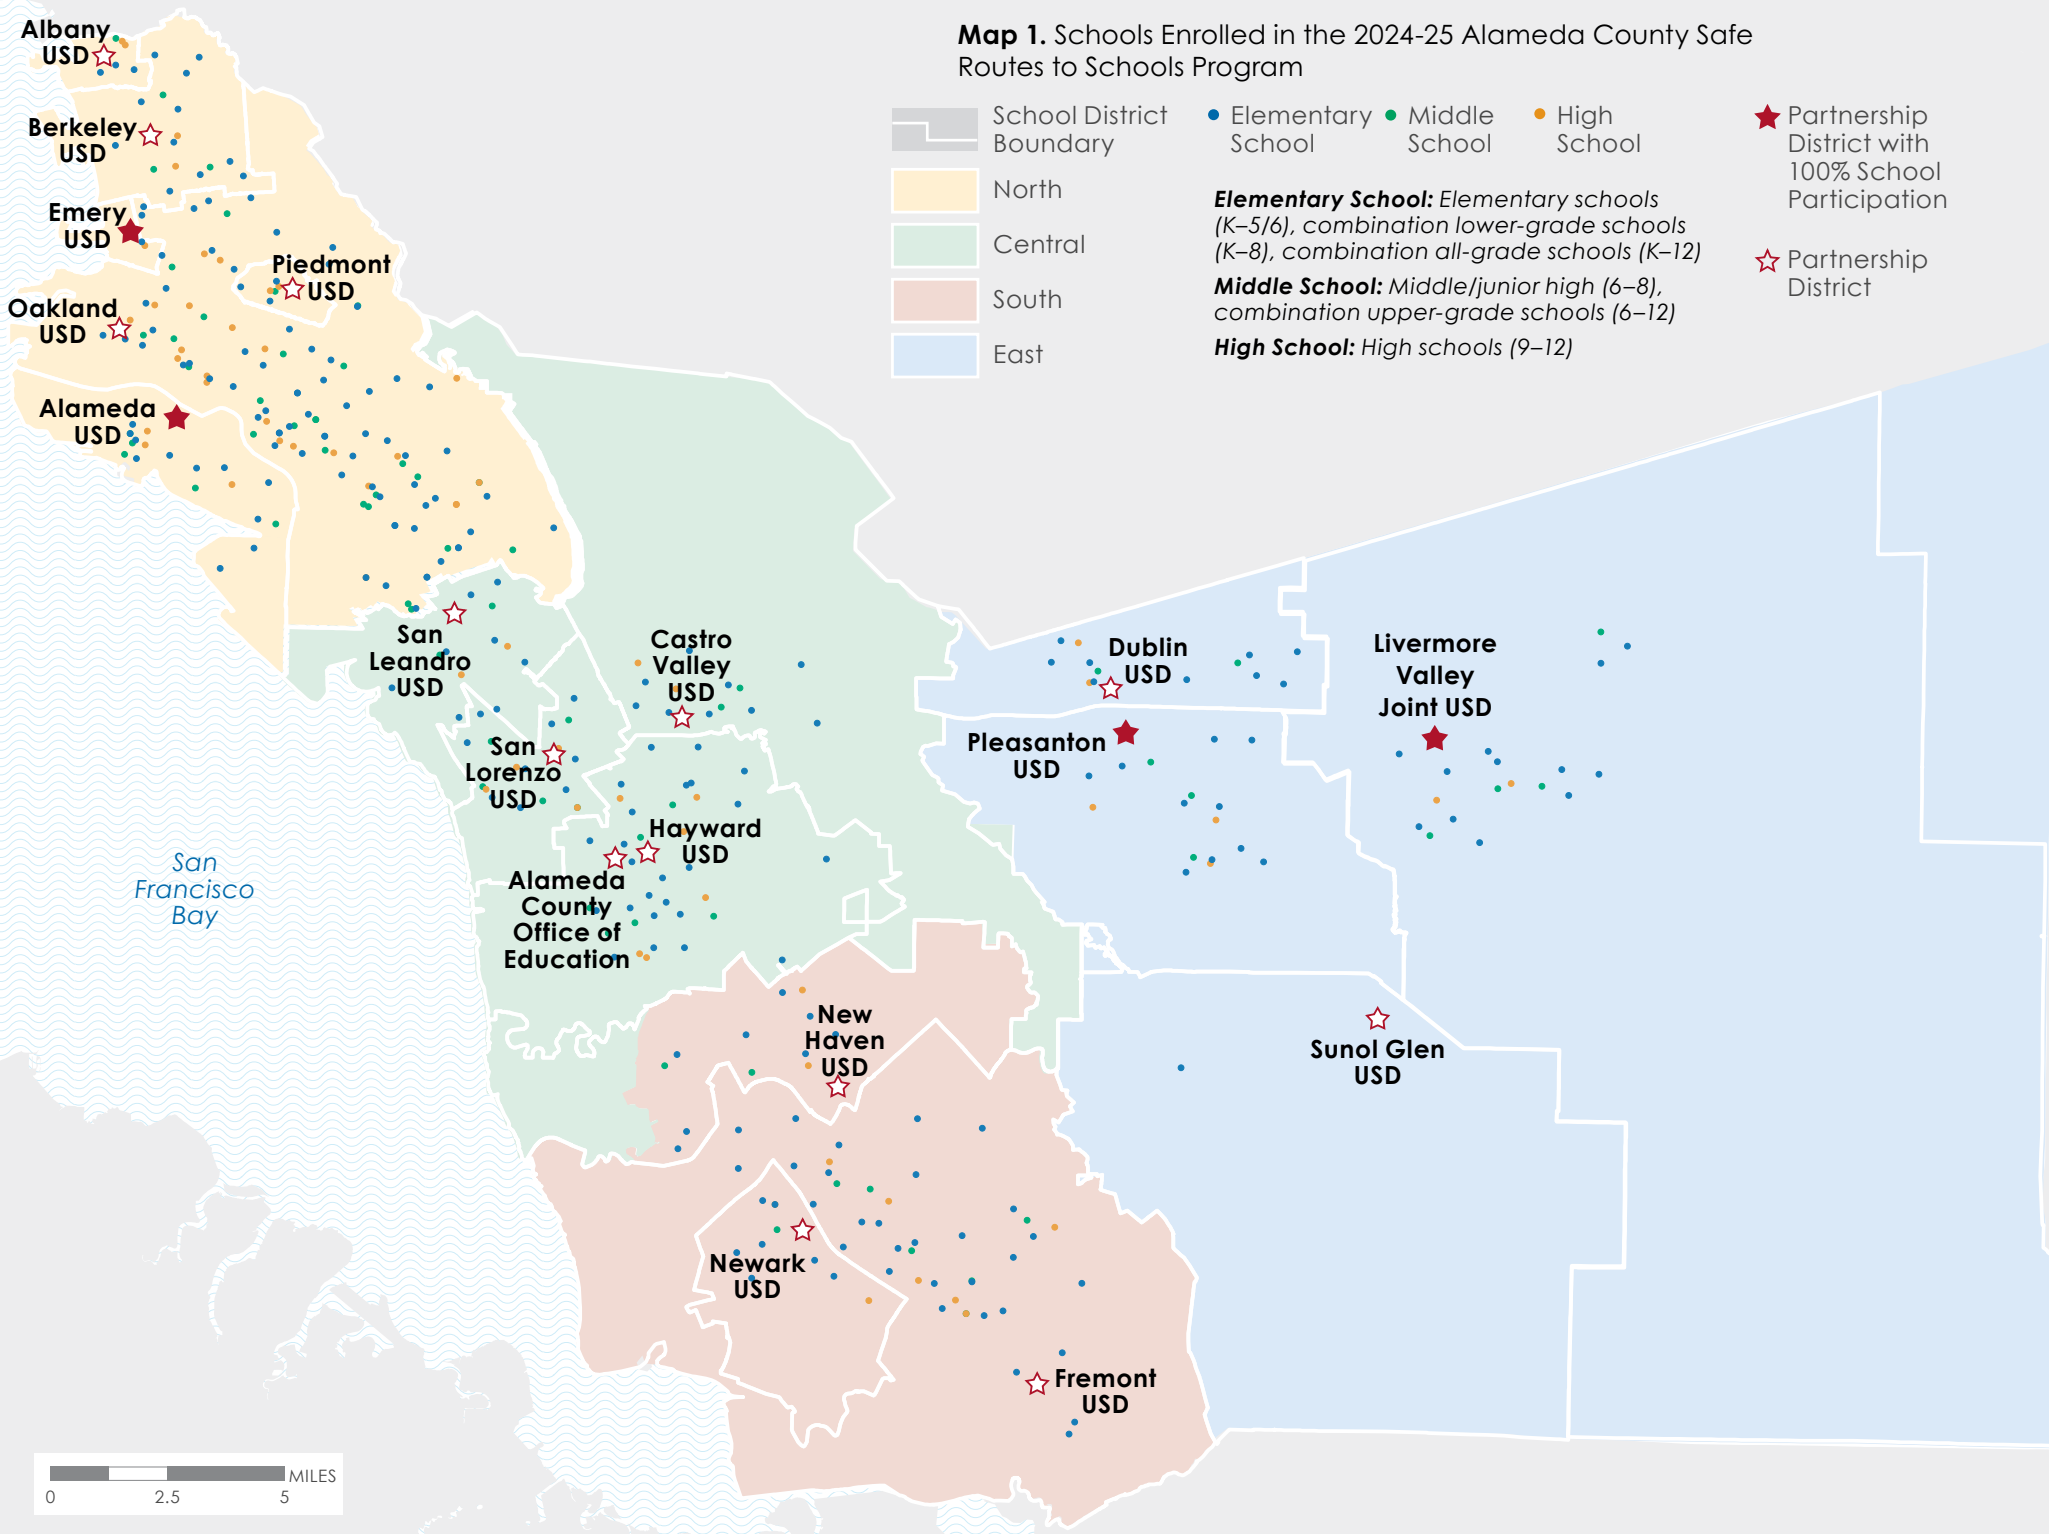 Map 1. Schools Enrolled in the 2024-25 Alameda County Safe
Routes to Schools Program
School District
Boundary
North
Central
South
East
Elementary
School
Middle
School
High
School
Elementary School: Elementary schools
(K–5/6), combination lower-grade schools
(K–8), combination all-grade schools (K–12)
Middle School: Middle/junior high (6–8),
combination upper-grade schools (6–12)
High School: High schools (9–12)
Partnership
District with
100% School
Participation
Partnership
District
Albany
USD
Berkeley
USD
Emery
USD
Piedmont
USD
Oakland
USD
Alameda
USD
San
Leandro
USD
Castro
Valley
USD
San
Lorenzo
USD
Hayward
USD
Alameda
County
Office of
Education
Dublin
USD
Livermore
Valley
Joint USD
Pleasanton
USD
San
Francisco
Bay
New
Haven
USD
Sunol Glen
USD
Newark
USD
Fremont
USD
MILES
0
2.5
5